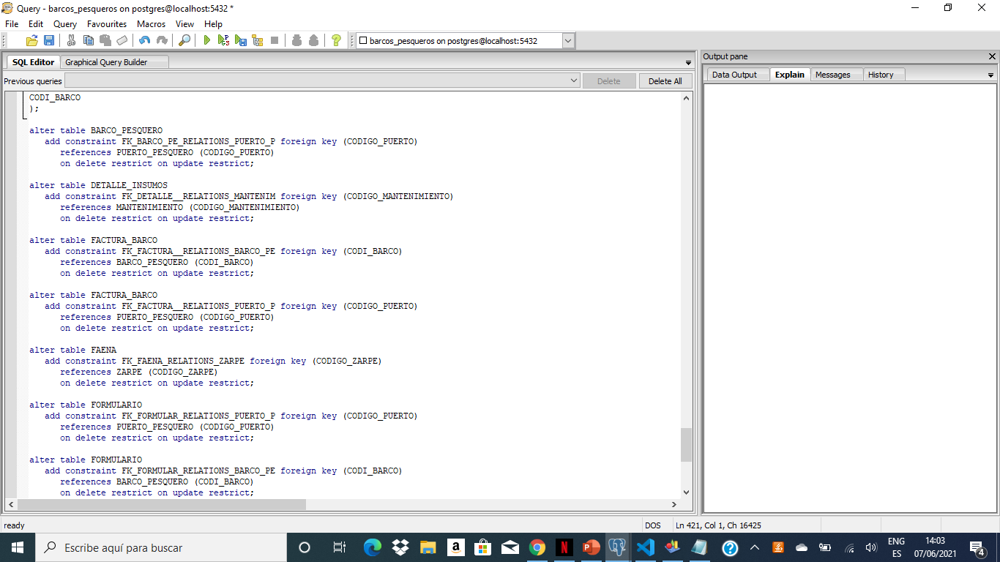 Query - barcos_pesqueros on postgres@localhost:5432 *
File Edit Query Favourites Macros View Help
barcos_pesqueros on postgres@localhost:5432
SQL Editor Graphical Query Builder
Previous queries Delete Delete All
CODI_BARCO
);
alter table BARCO_PESQUERO
add constraint FK_BARCO_PE_RELATIONS_PUERTO_P foreign key (CODIGO_PUERTO)
references PUERTO_PESQUERO (CODIGO_PUERTO)
on delete restrict on update restrict;
alter table DETALLE_INSUMOS
add constraint FK_DETALLE__RELATIONS_MANTENIM foreign key (CODIGO_MANTENIMIENTO)
references MANTENIMIENTO (CODIGO_MANTENIMIENTO)
on delete restrict on update restrict;
alter table FACTURA_BARCO
add constraint FK_FACTURA__RELATIONS_BARCO_PE foreign key (CODI_BARCO)
references BARCO_PESQUERO (CODI_BARCO)
on delete restrict on update restrict;
alter table FACTURA_BARCO
add constraint FK_FACTURA__RELATIONS_PUERTO_P foreign key (CODIGO_PUERTO)
references PUERTO_PESQUERO (CODIGO_PUERTO)
on delete restrict on update restrict;
alter table FAENA
add constraint FK_FAENA_RELATIONS_ZARPE foreign key (CODIGO_ZARPE)
references ZARPE (CODIGO_ZARPE)
on delete restrict on update restrict;
alter table FORMULARIO
add constraint FK_FORMULAR_RELATIONS_PUERTO_P foreign key (CODIGO_PUERTO)
references PUERTO_PESQUERO (CODIGO_PUERTO)
on delete restrict on update restrict;
alter table FORMULARIO
add constraint FK_FORMULAR_RELATIONS_BARCO_PE foreign key (CODI_BARCO)
references BARCO_PESQUERO (CODI_BARCO)
on delete restrict on update restrict;
Output pane
Data Output Explain Messages History
ready DOS Ln 421, Col 1, Ch 16425
Escribe aquí para buscar
ENG 14:03
ES 07/06/2021
4